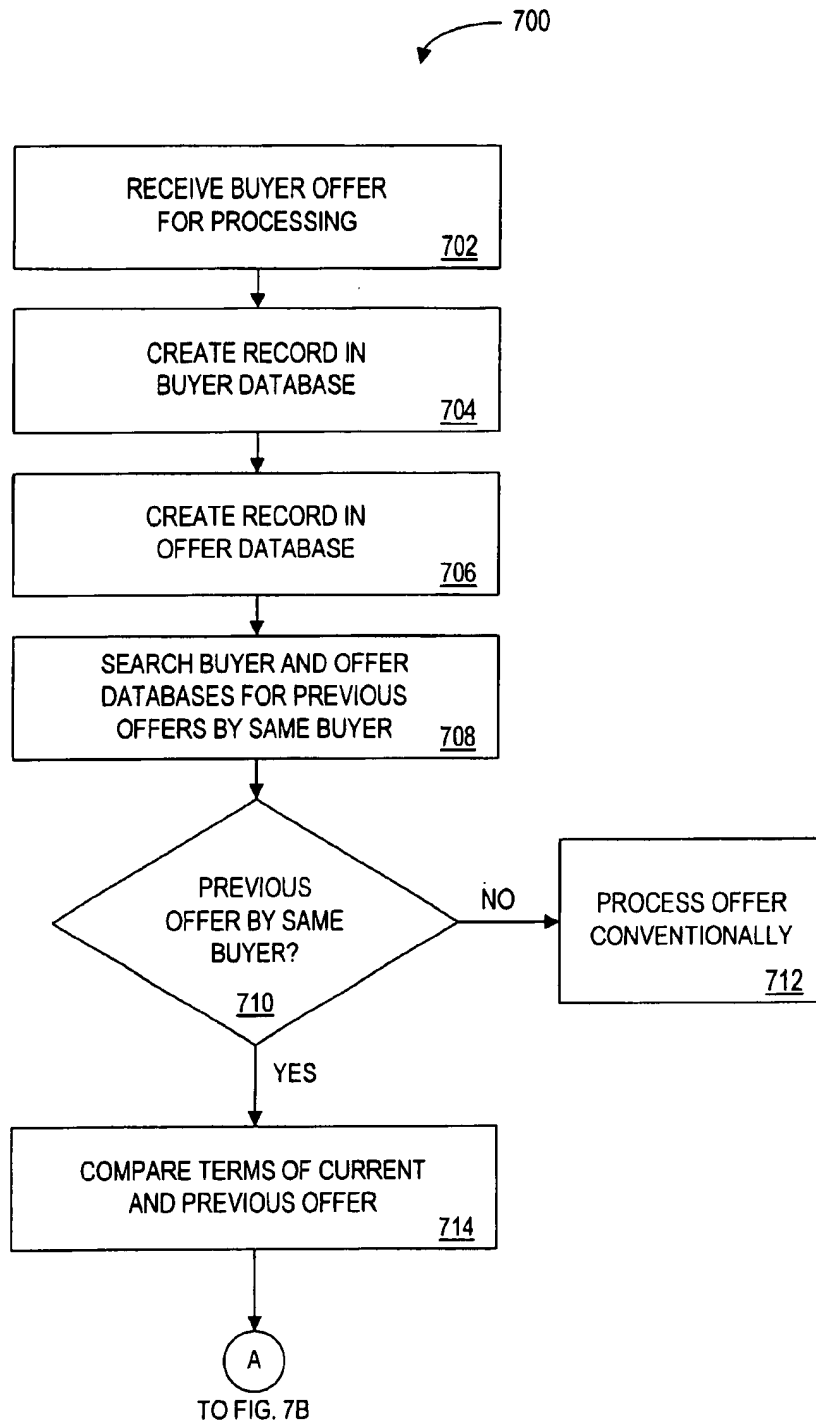 700
RECEIVE BUYER OFFER
FOR PROCESSING
702
CREATE RECORD IN
BUYER DATABASE
704
CREATE RECORD IN
OFFER DATABASE
706
SEARCH BUYER AND OFFER
DATABASES FOR PREVIOUS
OFFERS BY SAME BUYER
708
PREVIOUS
OFFER BY SAME
BUYER?
710
NO
PROCESS OFFER
CONVENTIONALLY
712
YES
COMPARE TERMS OF CURRENT
AND PREVIOUS OFFER
714
A
TO FIG. 7B